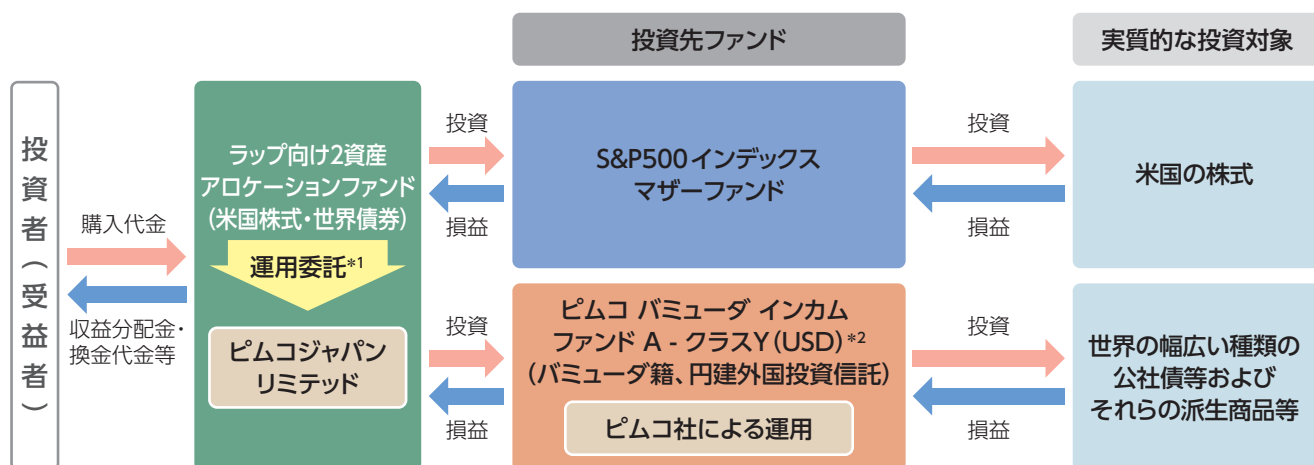 投資先ファンド
実質的な投資対象
投資者(受益者)
購入代金
収益分配金・
換金代金等
ラップ向け2資産
アロケーションファンド
(米国株式・世界債券)
運用委託*1
ピムコジャパン
リミテッド
投資
損益
S&P500インデックス
マザーファンド
投資
損益
米国の株式
投資
損益
ピムコ バミューダ インカム
ファンド A - クラスY(USD)*2
(バミューダ籍、円建外国投資信託)
ピムコ社による運用
投資
損益
世界の幅広い種類の
公社債等および
それらの派生商品等